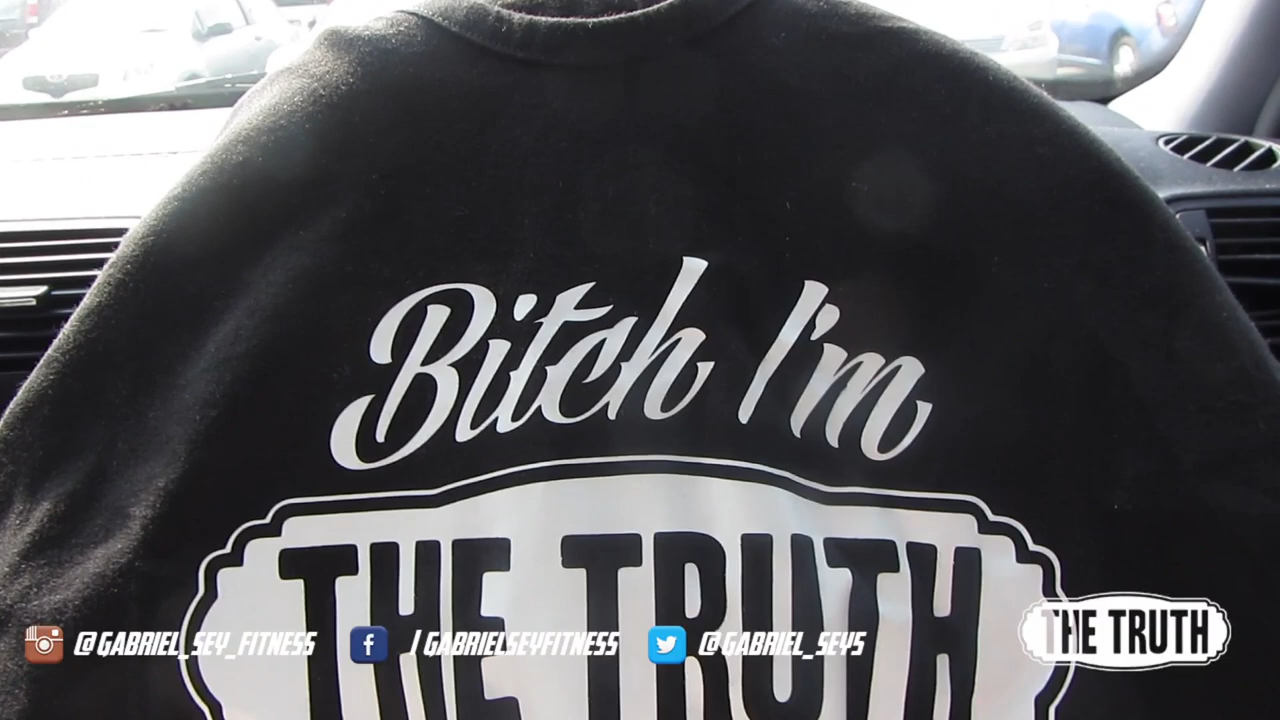 Bitch I'm
THE TRUTH
@GABRIEL_SEY_FITNESS /GABRIELSEYFITNESS @GABRIEL_SEYS
THE TRUTH